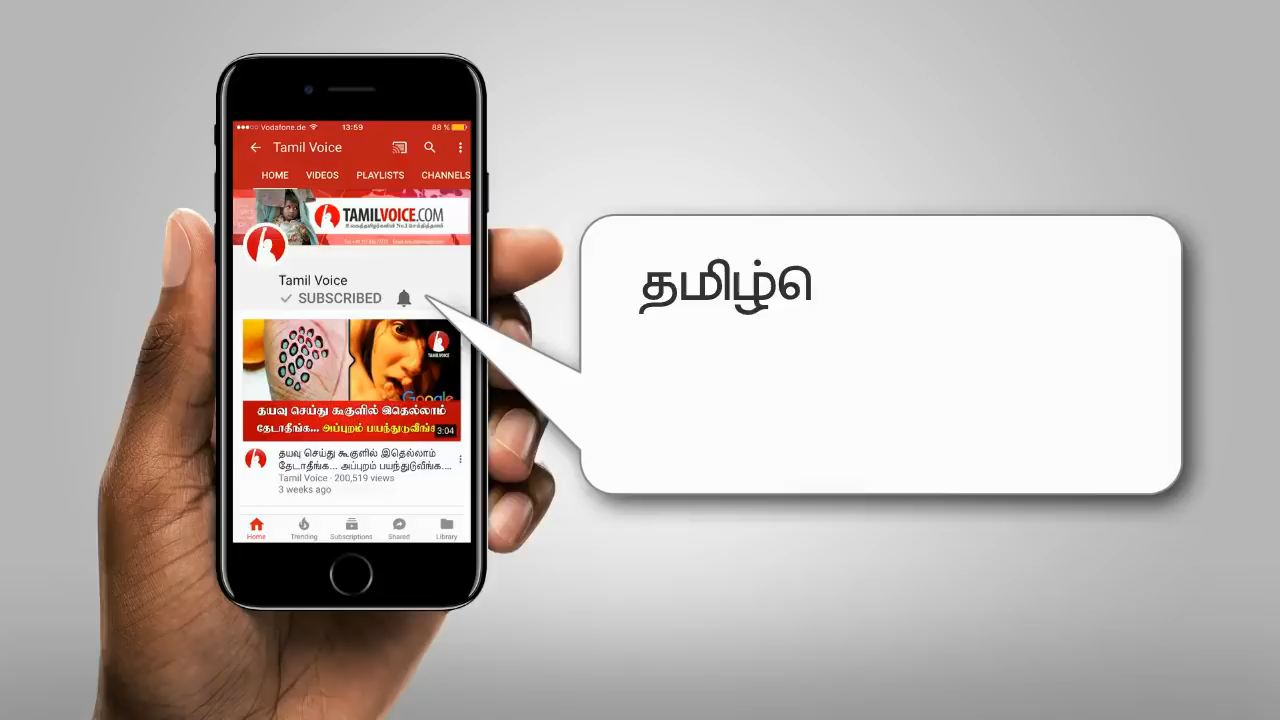 Vodafone.de 13:59 88 %
Tamil Voice
HOME VIDEOS PLAYLISTS CHANNELS
TAMILVOICE.COM
Tamil Voice
SUBSCRIBED
தமிழ்ெ
TAMILVOICE
Google
தயவு செய்து கூகுளில் இதெல்லாம்
தேடாதீங்க... அப்புறம் பயந்துடுவீங்க
3:04
தயவு செய்து கூகுளில் இதெல்லாம்
தேடாதீங்க... அப்புறம் பயந்துடுவீங்க....
Tamil Voice · 200,519 views
3 weeks ago
Home Trending Subscriptions Shared Library